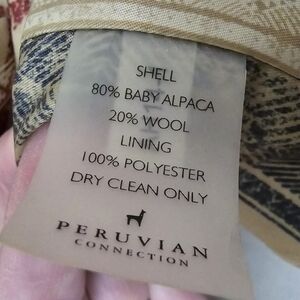 SHELL
80% BABY ALPACA
20% WOOL
LINING
100% POLYESTER
DRY CLEAN ONLY
PERUVIAN
CONNECTION